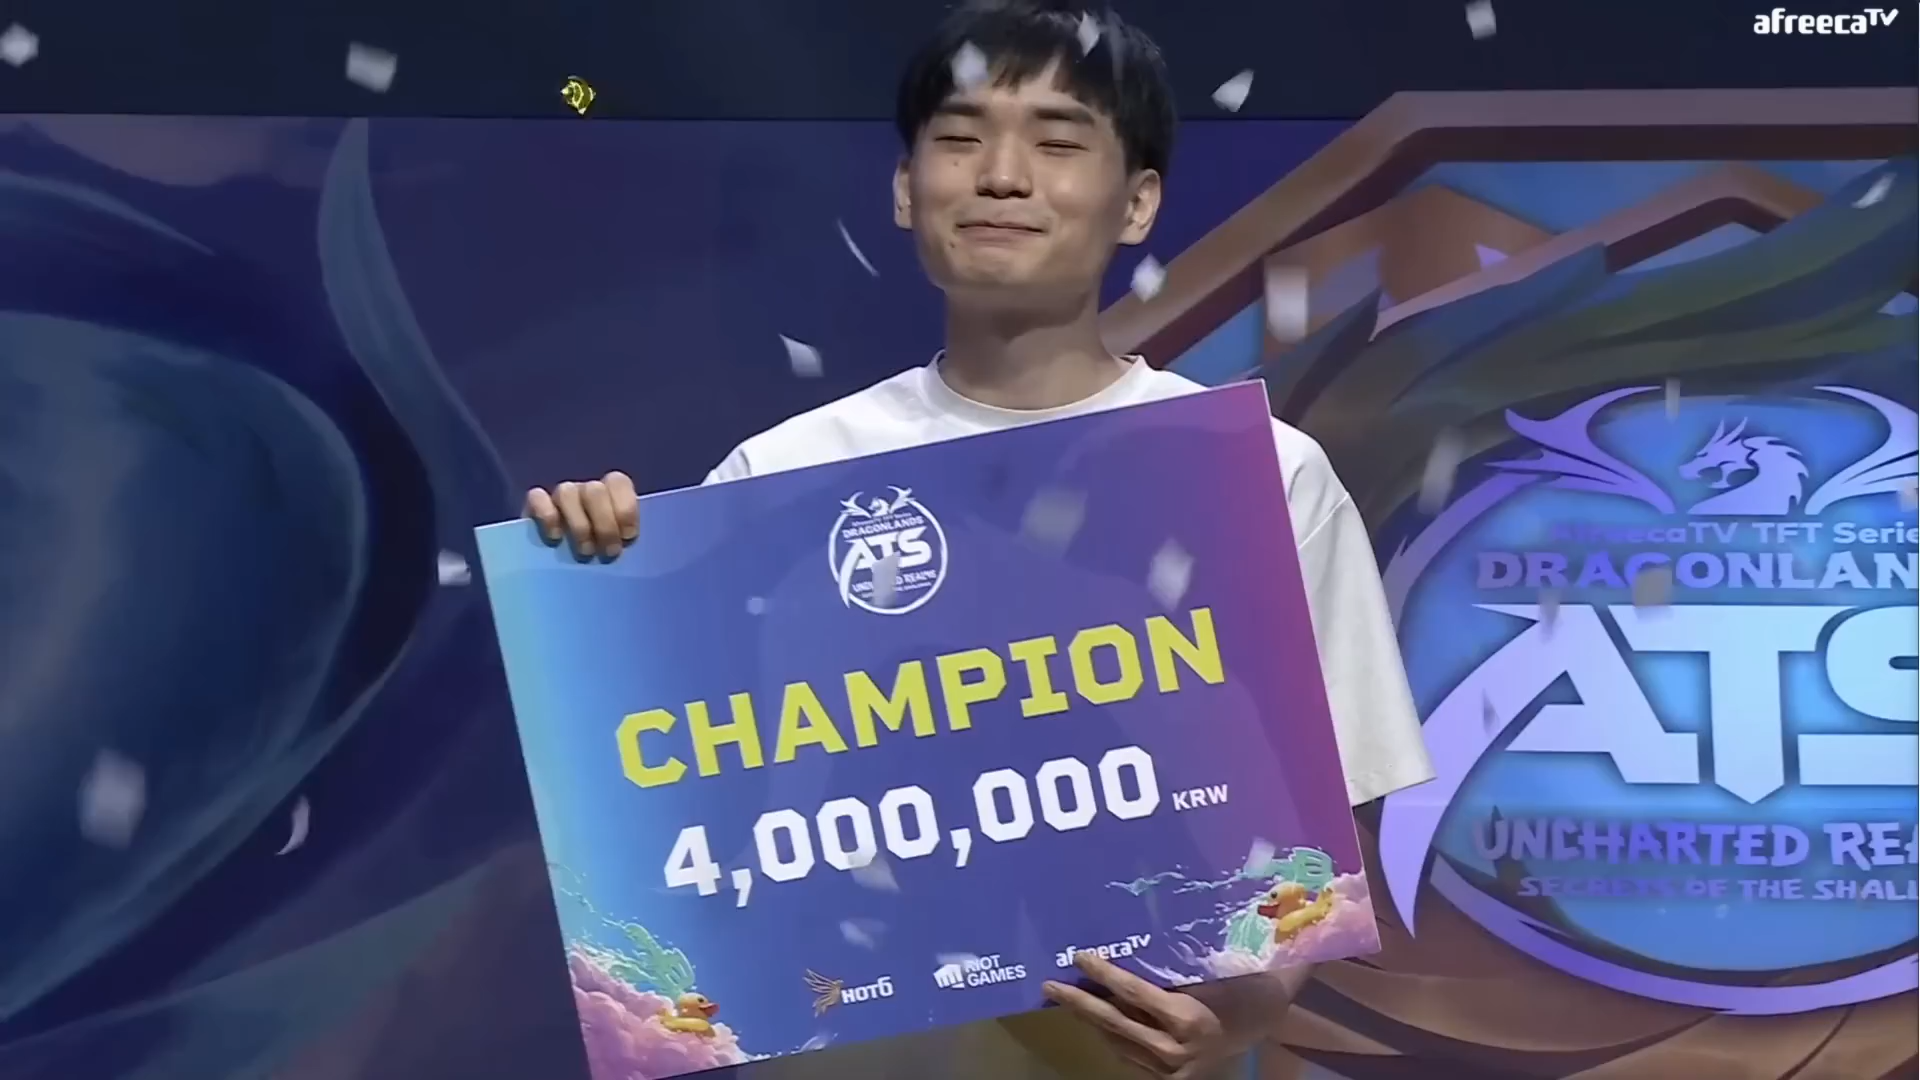 afreecaTV
DRAGONLANDS
ATS
CHAMPION
4,000,000 KRW
HOT6
RIOT
GAMES
afreecaTV
AfreecaTV TFT Serie
DRAGONLAN
ATS
UNCHARTED REA
SECRETS OF THE SHALL